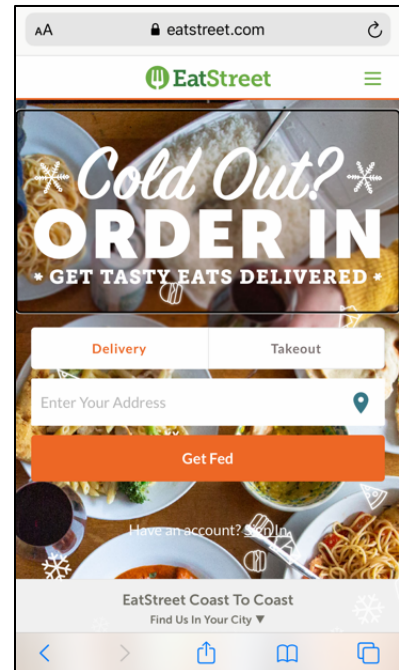 AA eatstreet.com
EatStreet
Cold Out?
ORDER IN
* GET TASTY EATS DELIVERED *
Delivery Takeout
Enter Your Address
Get Fed
Have an account? Sign In
EatStreet Coast To Coast
Find Us In Your City ▼